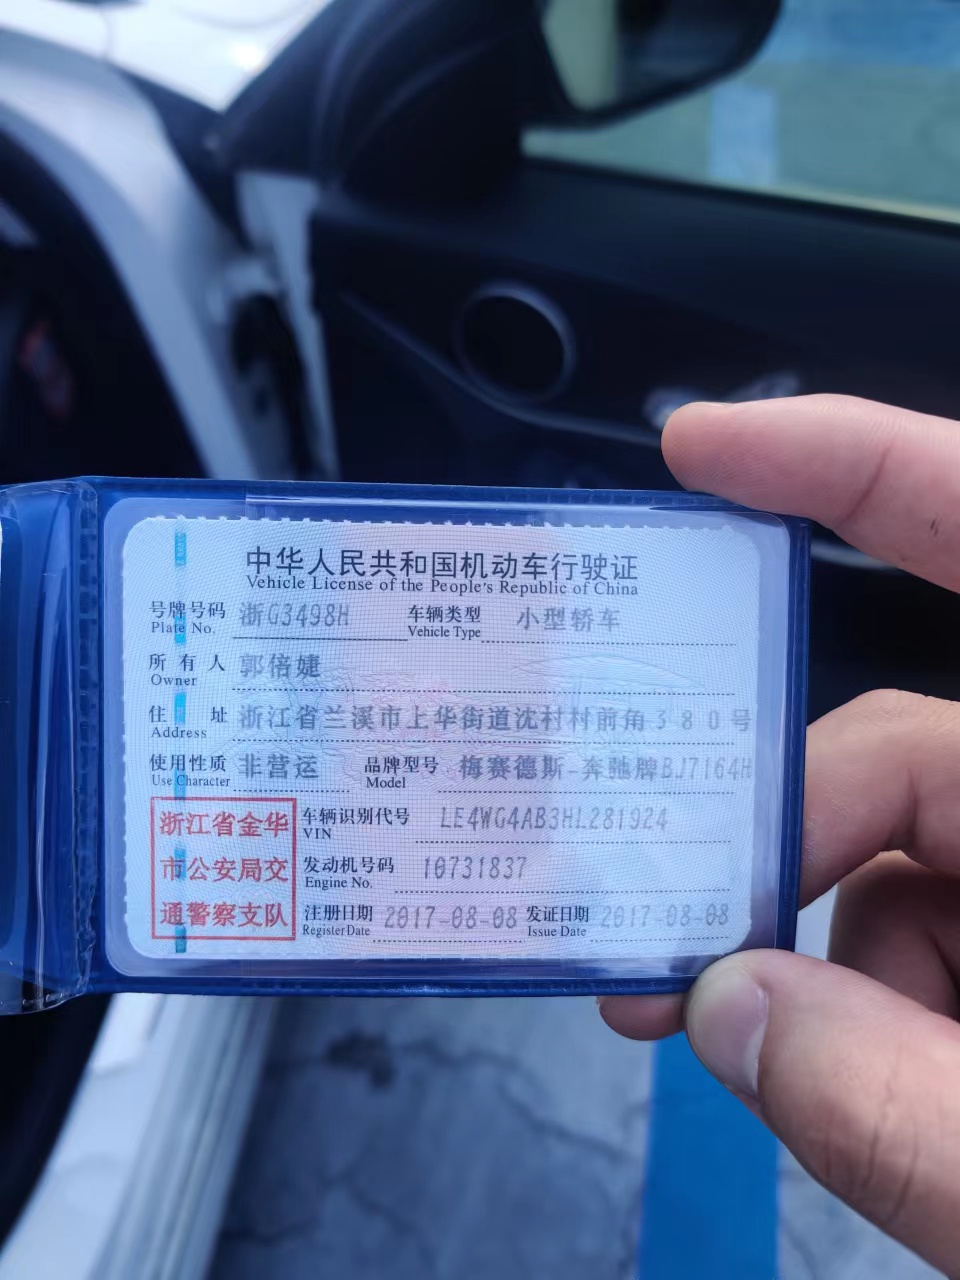 中华人民共和国机动车行驶证
Vehicle License of the People's Republic of China
号牌号码 浙G3498H 车辆类型 小型轿车
Plate No. Vehicle Type
所有人 郭倍婕
Owner
住址 浙江省兰溪市上华街道沈村村前角380号
Address
使用性质 非营运 品牌型号 梅赛德斯-奔驰牌BJ7164H
Use Character Model
浙江省金华 车辆识别代号 LE4WG4AB3HL281924
VIN
市公安局交 发动机号码 10731837
Engine No.
通警察支队 注册日期 2017-08-08 发证日期 2017-08-08
Register Date Issue Date